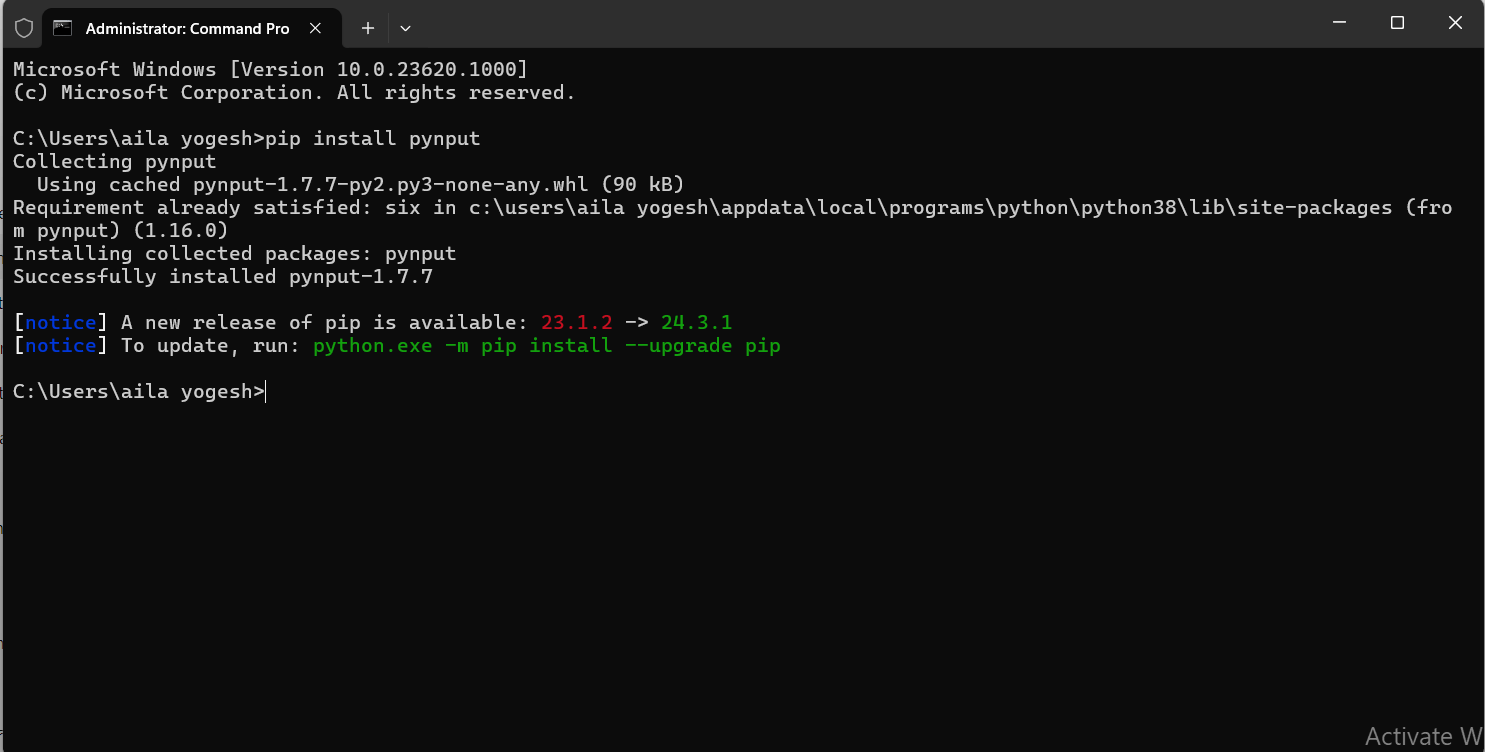 Administrator: Command Pro
Microsoft Windows [Version 10.0.23620.1000]
(c) Microsoft Corporation. All rights reserved.
C:\Users\aila yogesh>pip install pynput
Collecting pynput
  Using cached pynput-1.7.7-py2.py3-none-any.whl (90 kB)
Requirement already satisfied: six in c:\users\aila yogesh\appdata\local\programs\python\python38\lib\site-packages (fro
m pynput) (1.16.0)
Installing collected packages: pynput
Successfully installed pynput-1.7.7
[notice] A new release of pip is available: 23.1.2 -> 24.3.1
[notice] To update, run: python.exe -m pip install --upgrade pip
C:\Users\aila yogesh>
Activate W